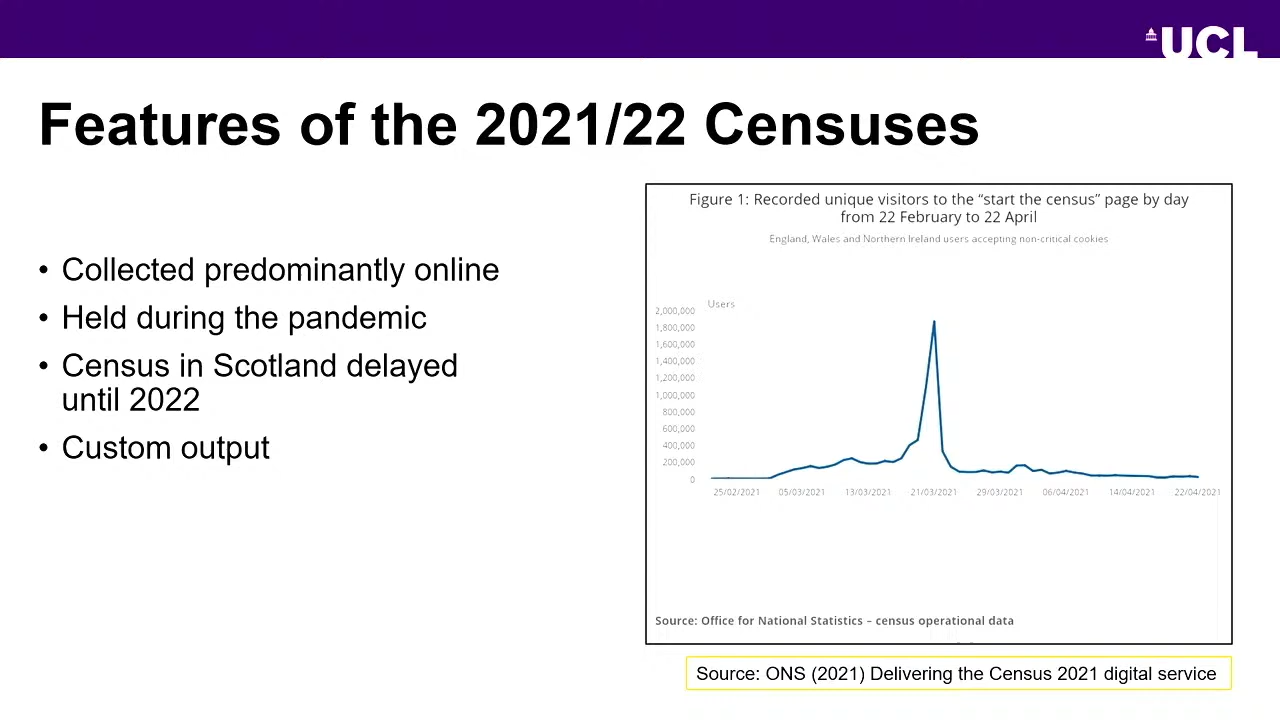 UCL
Features of the 2021/22 Censuses
• Collected predominantly online
• Held during the pandemic
• Census in Scotland delayed
until 2022
• Custom output
Figure 1: Recorded unique visitors to the “start the census” page by day
from 22 February to 22 April
England, Wales and Northern Ireland users accepting non-critical cookies
Users
2,000,000
1,800,000
1,600,000
1,400,000
1,200,000
1,000,000
800,000
600,000
400,000
200,000
0
25/02/2021 05/03/2021 13/03/2021 21/03/2021 29/03/2021 06/04/2021 14/04/2021 22/04/2021
Source: Office for National Statistics – census operational data
Source: ONS (2021) Delivering the Census 2021 digital service